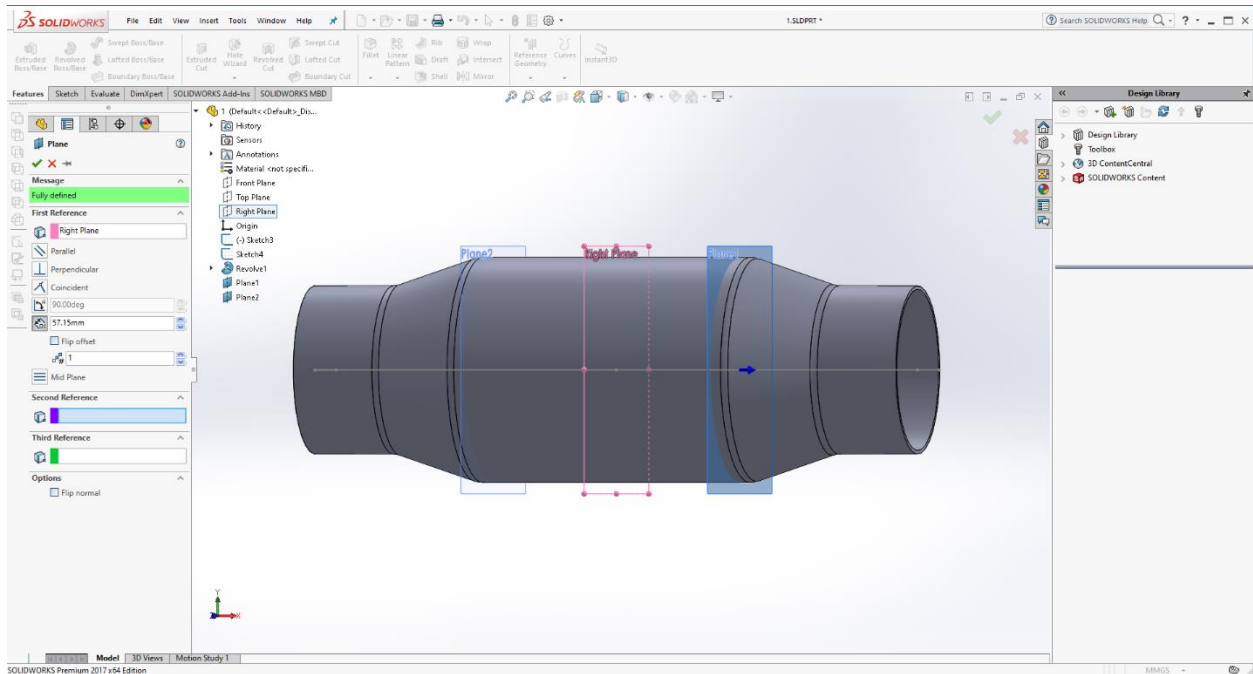 SOLIDWORKS File Edit View Insert Tools Window Help 1.SLDPRT * Search SOLIDWORKS Help ?
Extruded Boss/Base
Revolved Boss/Base
Swept Boss/Base
Lofted Boss/Base
Boundary Boss/Base
Extruded Cut
Hole Wizard
Revolved Cut
Swept Cut
Lofted Cut
Boundary Cut
Fillet
Linear Pattern
Rib
Draft
Shell
Wrap
Intersect
Mirror
Reference Geometry
Curves
Instant3D
Features Sketch Evaluate DimXpert SOLIDWORKS Add-Ins SOLIDWORKS MBD
Plane
Message
Fully defined
First Reference
Right Plane
Parallel
Perpendicular
Coincident
90.00deg
57.15mm
Flip offset
1
Mid Plane
Second Reference
Third Reference
Options
Flip normal
1 (Default<<Default>_Dis...
History
Sensors
Annotations
Material <not specifi...
Front Plane
Top Plane
Right Plane
Origin
(-) Sketch3
Sketch4
Revolve1
Plane1
Plane2
Plane2
Right Plane
Y
X
Design Library
Design Library
Toolbox
3D ContentCentral
SOLIDWORKS Content
Model 3D Views Motion Study 1
SOLIDWORKS Premium 2017 x64 Edition
MMGS